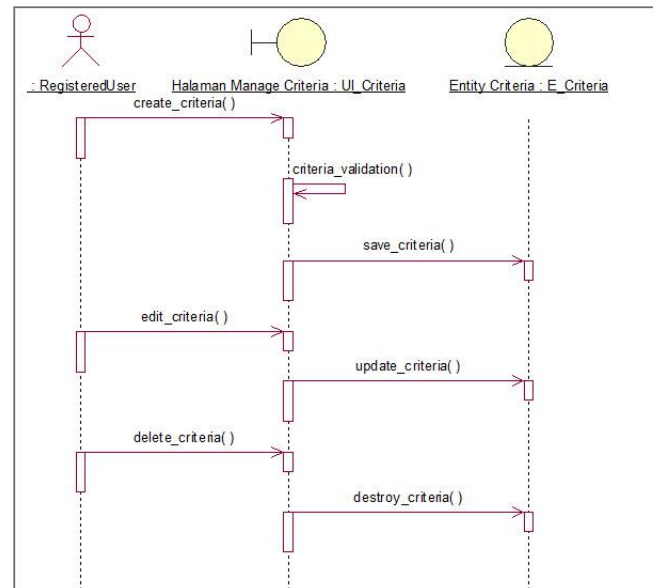 : RegisteredUser
Halaman Manage Criteria : UI_Criteria
Entity Criteria : E_Criteria
create_criteria( )
criteria_validation( )
save_criteria( )
edit_criteria( )
update_criteria( )
delete_criteria( )
destroy_criteria( )